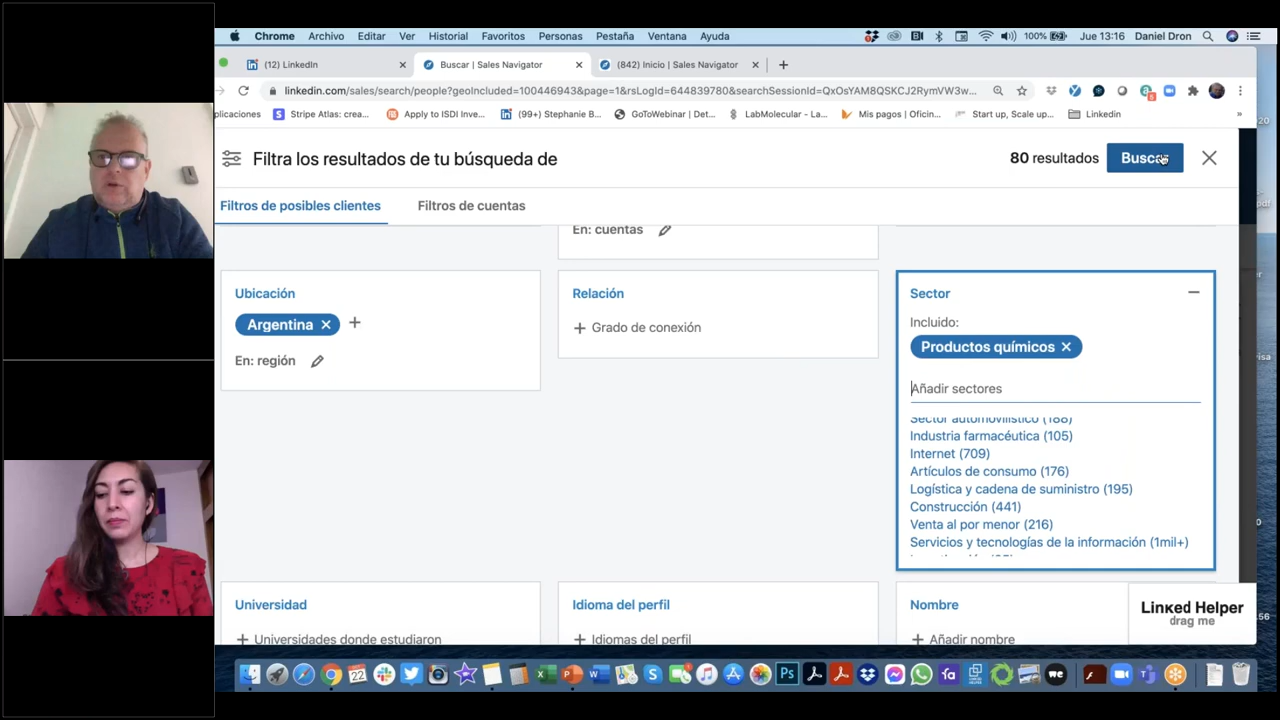 Chrome Archivo Editar Ver Historial Favoritos Personas Pestaña Ventana Ayuda
100% Jue 13:16 Daniel Dron
(12) LinkedIn
Buscar | Sales Navigator
(842) Inicio | Sales Navigator
linkedin.com/sales/search/people?geoIncluded=100446943&page=1&rsLogId=644839780&searchSessionId=QxOsYAM8QSKCJ2RymVW3w...
plicaciones
Stripe Atlas: crea...
Apply to ISDI Inve...
(99+) Stephanie B...
GoToWebinar | Det...
LabMolecular - La...
Mis pagos | Oficin...
Start up, Scale up...
Linkedin
Filtra los resultados de tu búsqueda de
80 resultados
Filtros de posibles clientes
Filtros de cuentas
En: cuentas
Ubicación
Argentina
En: región
Relación
+ Grado de conexión
Sector
Incluido:
Productos químicos
Añadir sectores
Sector automovilístico (188)
Industria farmacéutica (105)
Internet (709)
Artículos de consumo (176)
Logística y cadena de suministro (195)
Construcción (441)
Venta al por menor (216)
Servicios y tecnologías de la información (1mil+)
Universidad
+ Universidades donde estudiaron
Idioma del perfil
+ Idiomas del perfil
Nombre
+ Añadir nombre
Linked Helper
drag me